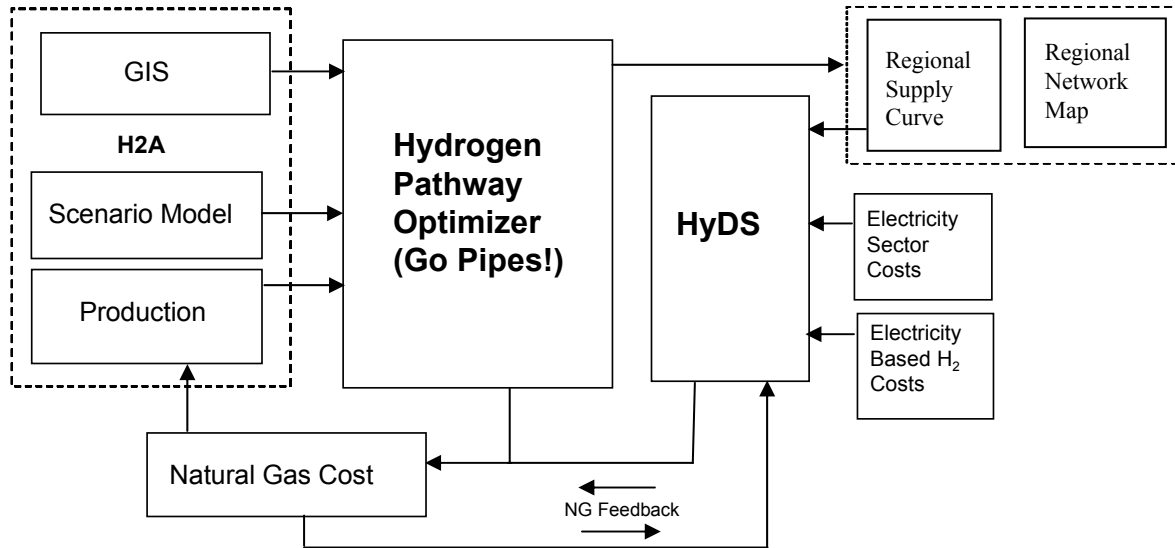 GIS
H2A
Scenario Model
Production
Hydrogen
Pathway
Optimizer
(Go Pipes!)
HyDS
Regional
Supply
Curve
Regional
Network
Map
Electricity
Sector
Costs
Electricity
Based H₂
Costs
Natural Gas Cost
NG Feedback